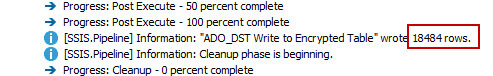 Progress: Post Execute - 50 percent complete
Progress: Post Execute - 100 percent complete
[SSIS.Pipeline] Information: "ADO_DST Write to Encrypted Table" wrote 18484 rows.
[SSIS.Pipeline] Information: Cleanup phase is beginning.
Progress: Cleanup - 0 percent complete